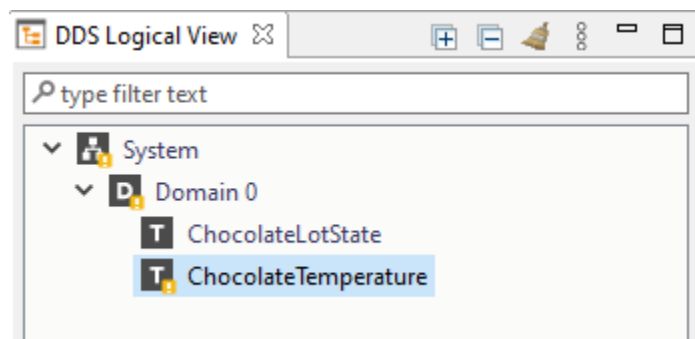 DDS Logical View
type filter text
System
D Domain 0
T ChocolateLotState
T ChocolateTemperature